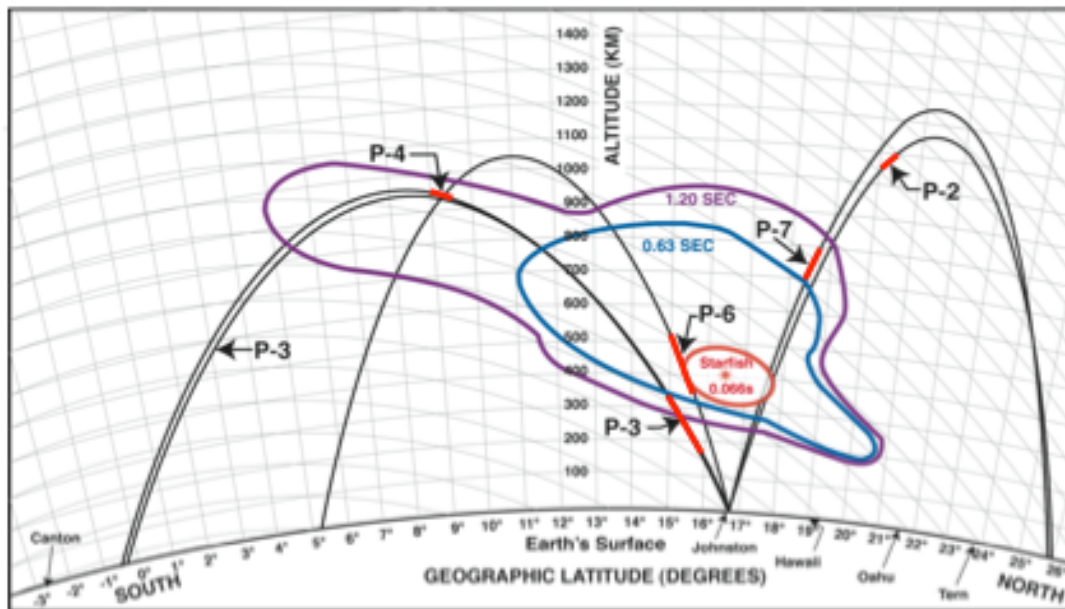 1400
1300
1200
1100
1000
900
800
700
600
500
400
300
200
100
ALTITUDE (KM)
P-4
1.20 SEC
P-2
P-7
0.63 SEC
P-6
P-3
Starfish
0.066s
P-3
Canton
-3° -2° -1° 0° 1° 2° 3° 4° 5° 6° 7° 8° 9° 10° 11° 12° 13° 14° 15° 16° 17° 18° 19° 20° 21° 22° 23° 24° 25° 26°
SOUTH
Earth's Surface
Johnston
Hawaii
Oahu
Tern
GEOGRAPHIC LATITUDE (DEGREES)
NORTH